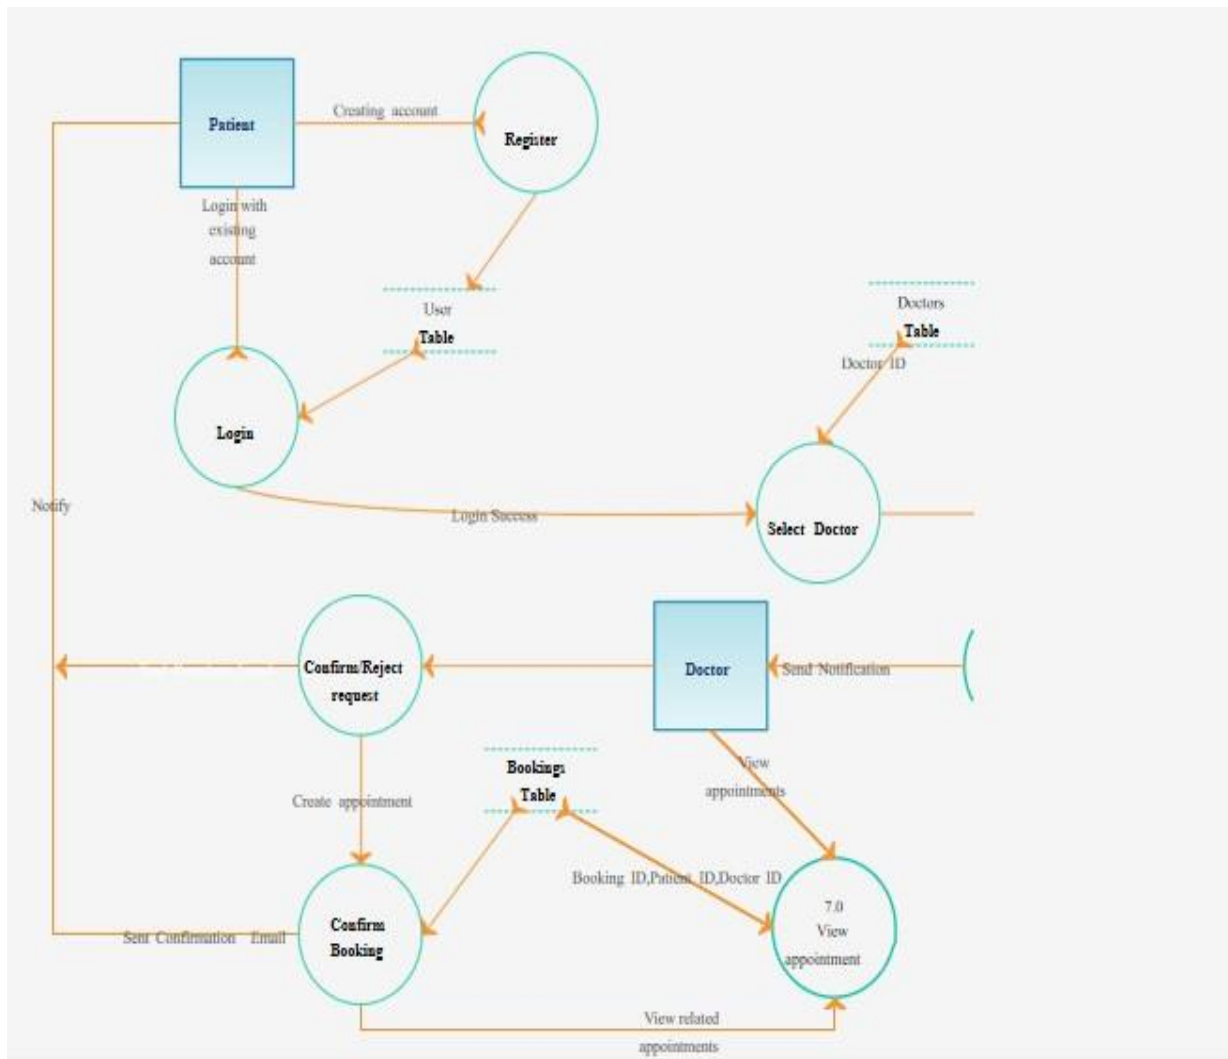 Patient
Creating account
Register
Login with
existing
account
User
Table
Doctors
Table
Doctor ID
Login
Notify
Login Success
Select Doctor
Confirm/Reject
request
Doctor
Send Notification
Bookings
Table
View
appointments
Create appointment
Booking ID,Patient ID,Doctor ID
7.0
View
appointment
Confirm
Booking
Sent Confirmation Email
View related
appointments